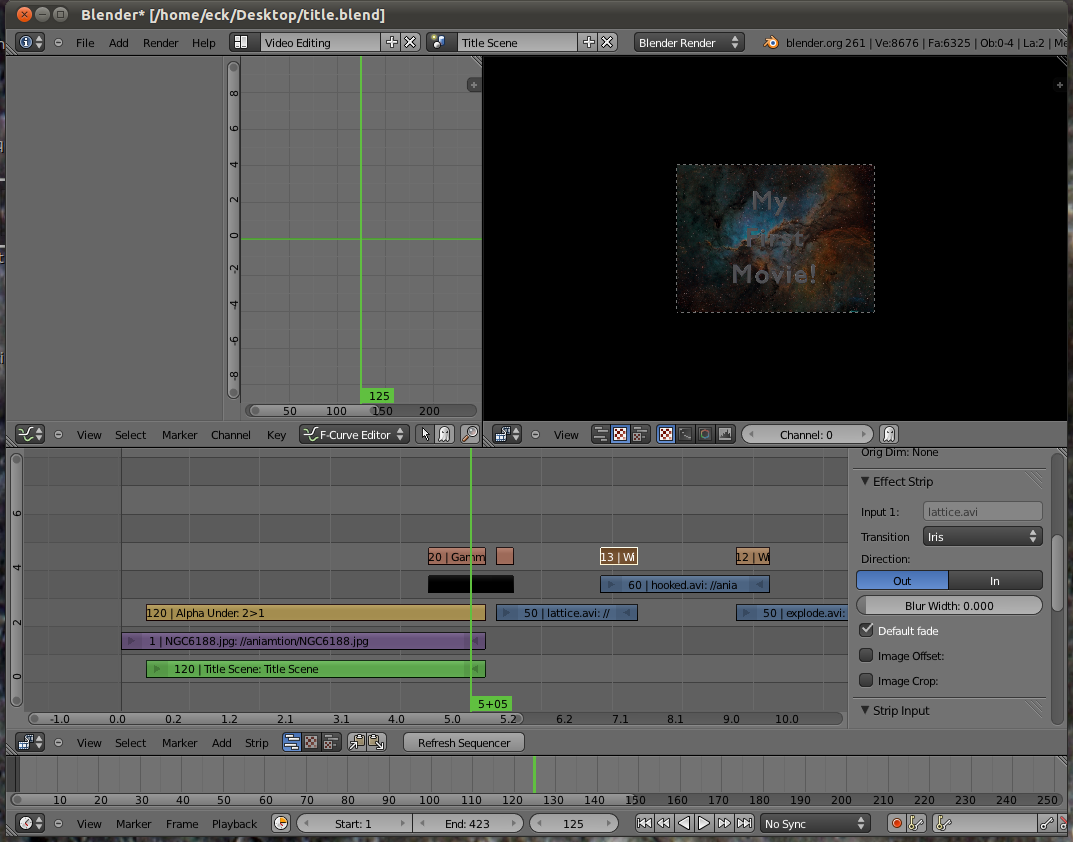 Blender* [/home/eck/Desktop/title.blend]
File Add Render Help Video Editing Title Scene Blender Render blender.org 261 | Ve:8676 | Fa:6325 | Ob:0-4 | La:2 | Me
8
6
4
2
0
-2
-4
-6
-8
125
50 100 150 200
My
First
Movie!
View Select Marker Channel Key F-Curve Editor
View Channel: 0
6
4
2
0
20 | Gamm 13 | Wi 12 | Wi
60 | hooked.avi: //ania
120 | Alpha Under: 2>1 50 | lattice.avi: // 50 | explode.avi:
1 | NGC6188.jpg: //aniamtion/NGC6188.jpg
120 | Title Scene: Title Scene
5+05
-1.0 0.0 0.2 1.2 2.1 3.1 4.0 5.0 5.2 6.2 7.1 8.1 9.0 10.0
Orig Dim: None
Effect Strip
Input 1: lattice.avi
Transition Iris
Direction:
Out In
Blur Width: 0.000
Default fade
Image Offset:
Image Crop:
Strip Input
View Select Marker Add Strip Refresh Sequencer
10 20 30 40 50 60 70 80 90 100 110 120 130 140 150 160 170 180 190 200 210 220 230 240 250
View Marker Frame Playback Start: 1 End: 423 125 No Sync